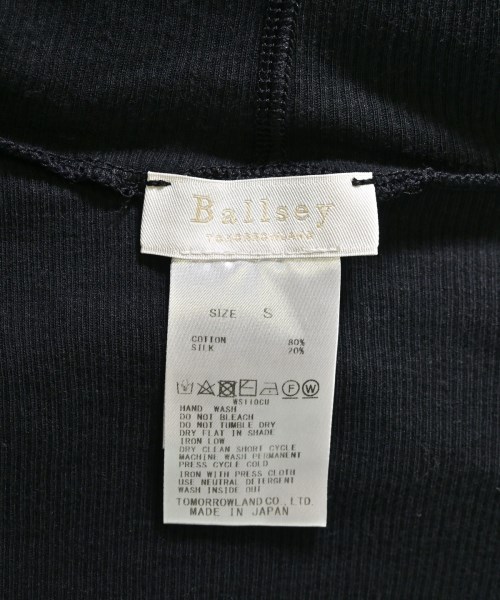 Ballsey
TOMORROWLAND
SIZE S
COTTON 80%
SILK 20%
F W
WS110CU
HAND WASH
DO NOT BLEACH
DO NOT TUMBLE DRY
DRY FLAT IN SHADE
IRON LOW
DRY CLEAN SHORT CYCLE
MACHINE WASH PERMANENT
PRESS CYCLE COLD
IRON WITH PRESS CLOTH
USE NEUTRAL DETERGENT
WASH INSIDE OUT
TOMORROWLAND CO., LTD.
MADE IN JAPAN